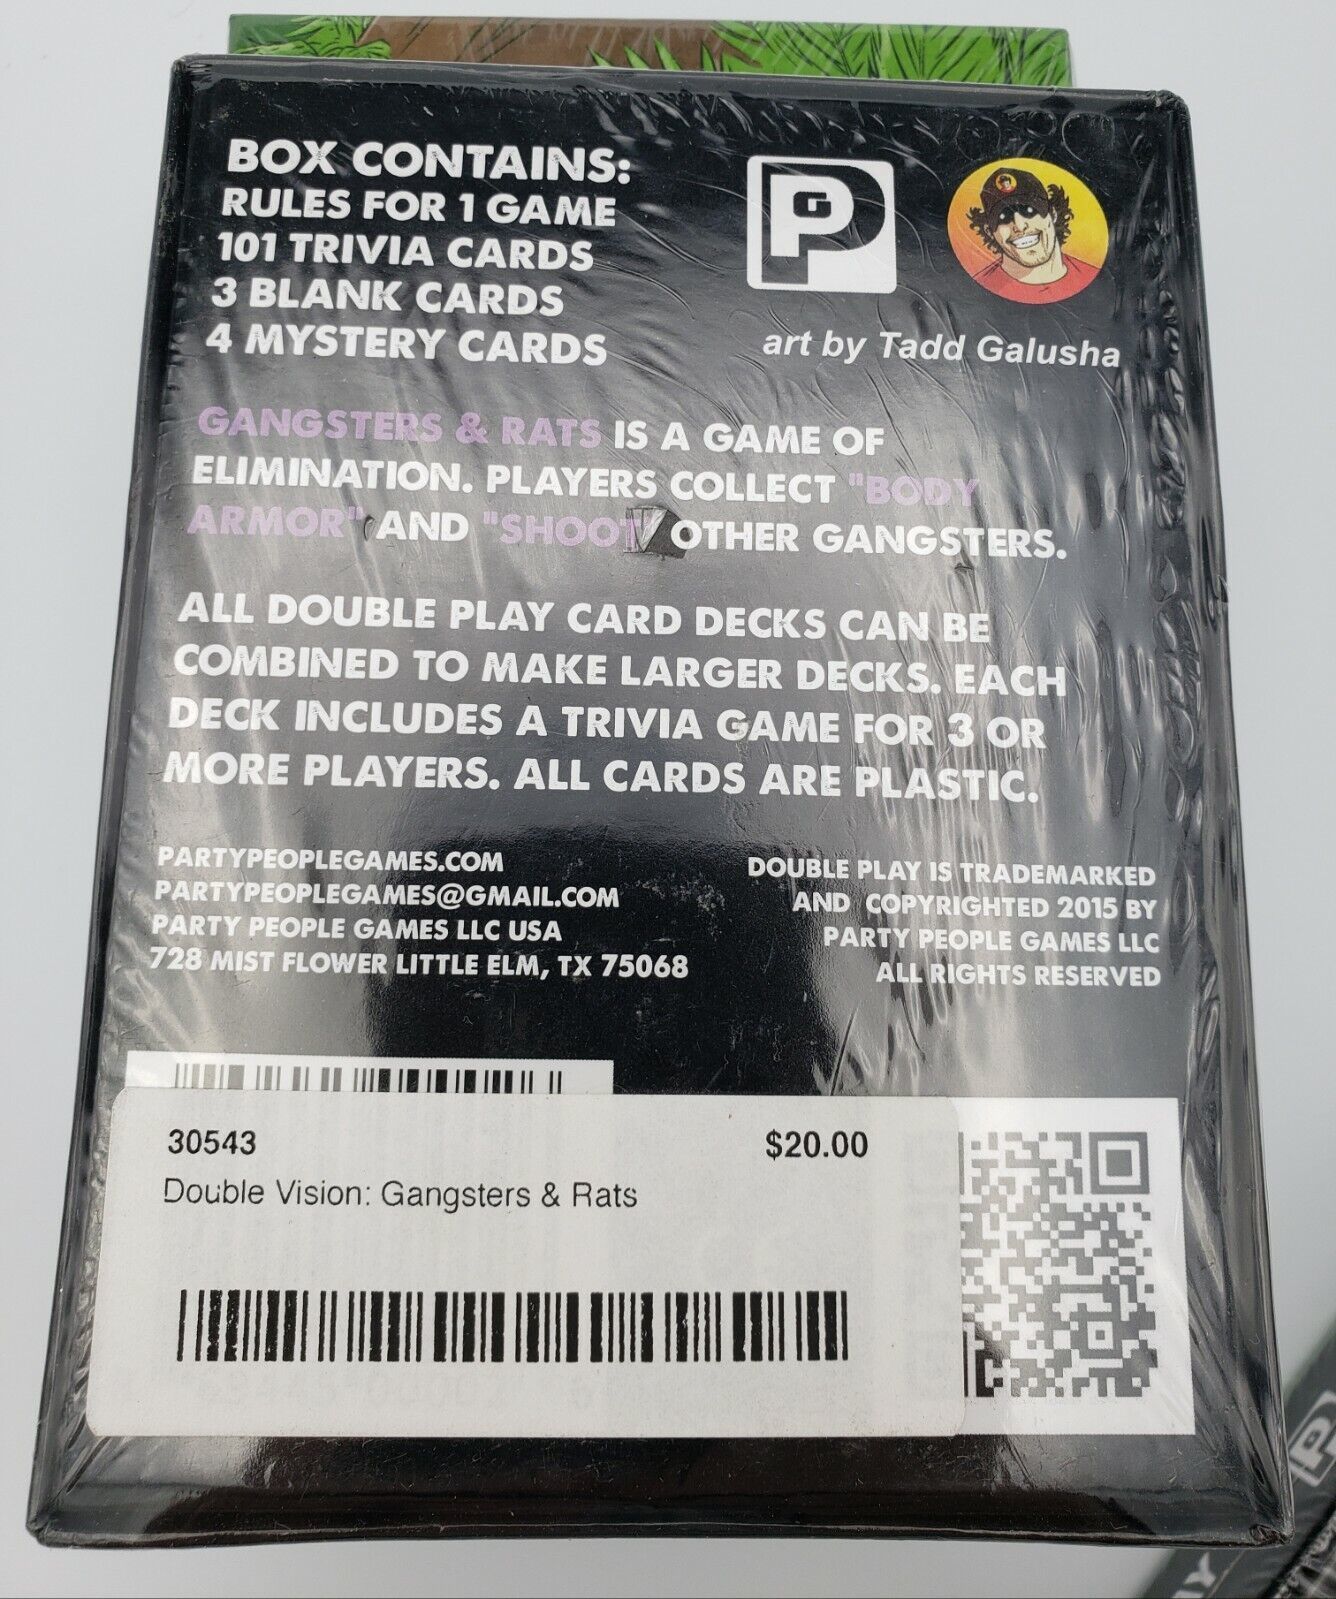 BOX CONTAINS:
RULES FOR 1 GAME
101 TRIVIA CARDS
3 BLANK CARDS
4 MYSTERY CARDS
PG
art by Tadd Galusha
GANGSTERS & RATS IS A GAME OF
ELIMINATION. PLAYERS COLLECT "BODY
ARMOR" AND "SHOOT" OTHER GANGSTERS.
ALL DOUBLE PLAY CARD DECKS CAN BE
COMBINED TO MAKE LARGER DECKS. EACH
DECK INCLUDES A TRIVIA GAME FOR 3 OR
MORE PLAYERS. ALL CARDS ARE PLASTIC.
PARTYPEOPLEGAMES.COM
PARTYPEOPLEGAMES@GMAIL.COM
PARTY PEOPLE GAMES LLC USA
728 MIST FLOWER LITTLE ELM, TX 75068
DOUBLE PLAY IS TRADEMARKED
AND COPYRIGHTED 2015 BY
PARTY PEOPLE GAMES LLC
ALL RIGHTS RESERVED
30543 $20.00
Double Vision: Gangsters & Rats